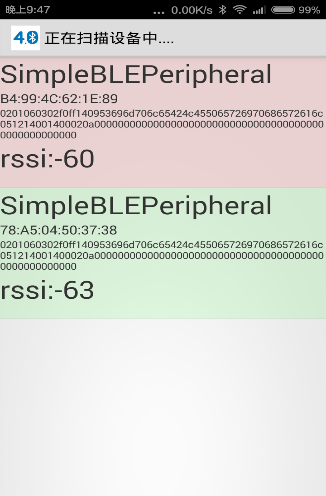 晚上9:47 ... 0.00K/s 99%
4.0 正在扫描设备中....
SimpleBLEPeripheral
B4:99:4C:62:1E:89
0201060302f0ff140953696d706c65424c455065726970686572616c
051214001400020a0000000000000000000000000000000000000000
0000000000000
rssi:-60
SimpleBLEPeripheral
78:A5:04:50:37:38
0201060302f0ff140953696d706c65424c455065726970686572616c
051214001400020a0000000000000000000000000000000000000000
0000000000000
rssi:-63